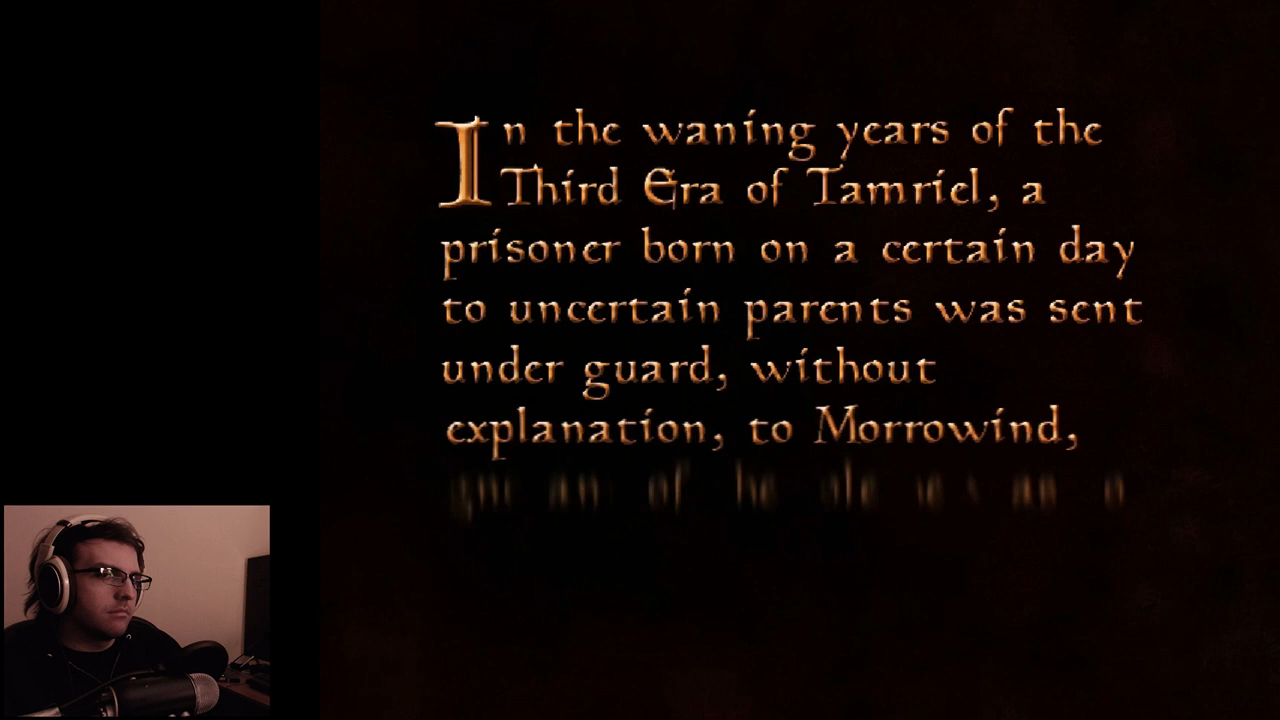 In the waning years of the
Third Era of Tamriel, a
prisoner born on a certain day
to uncertain parents was sent
under guard, without
explanation, to Morrowind,